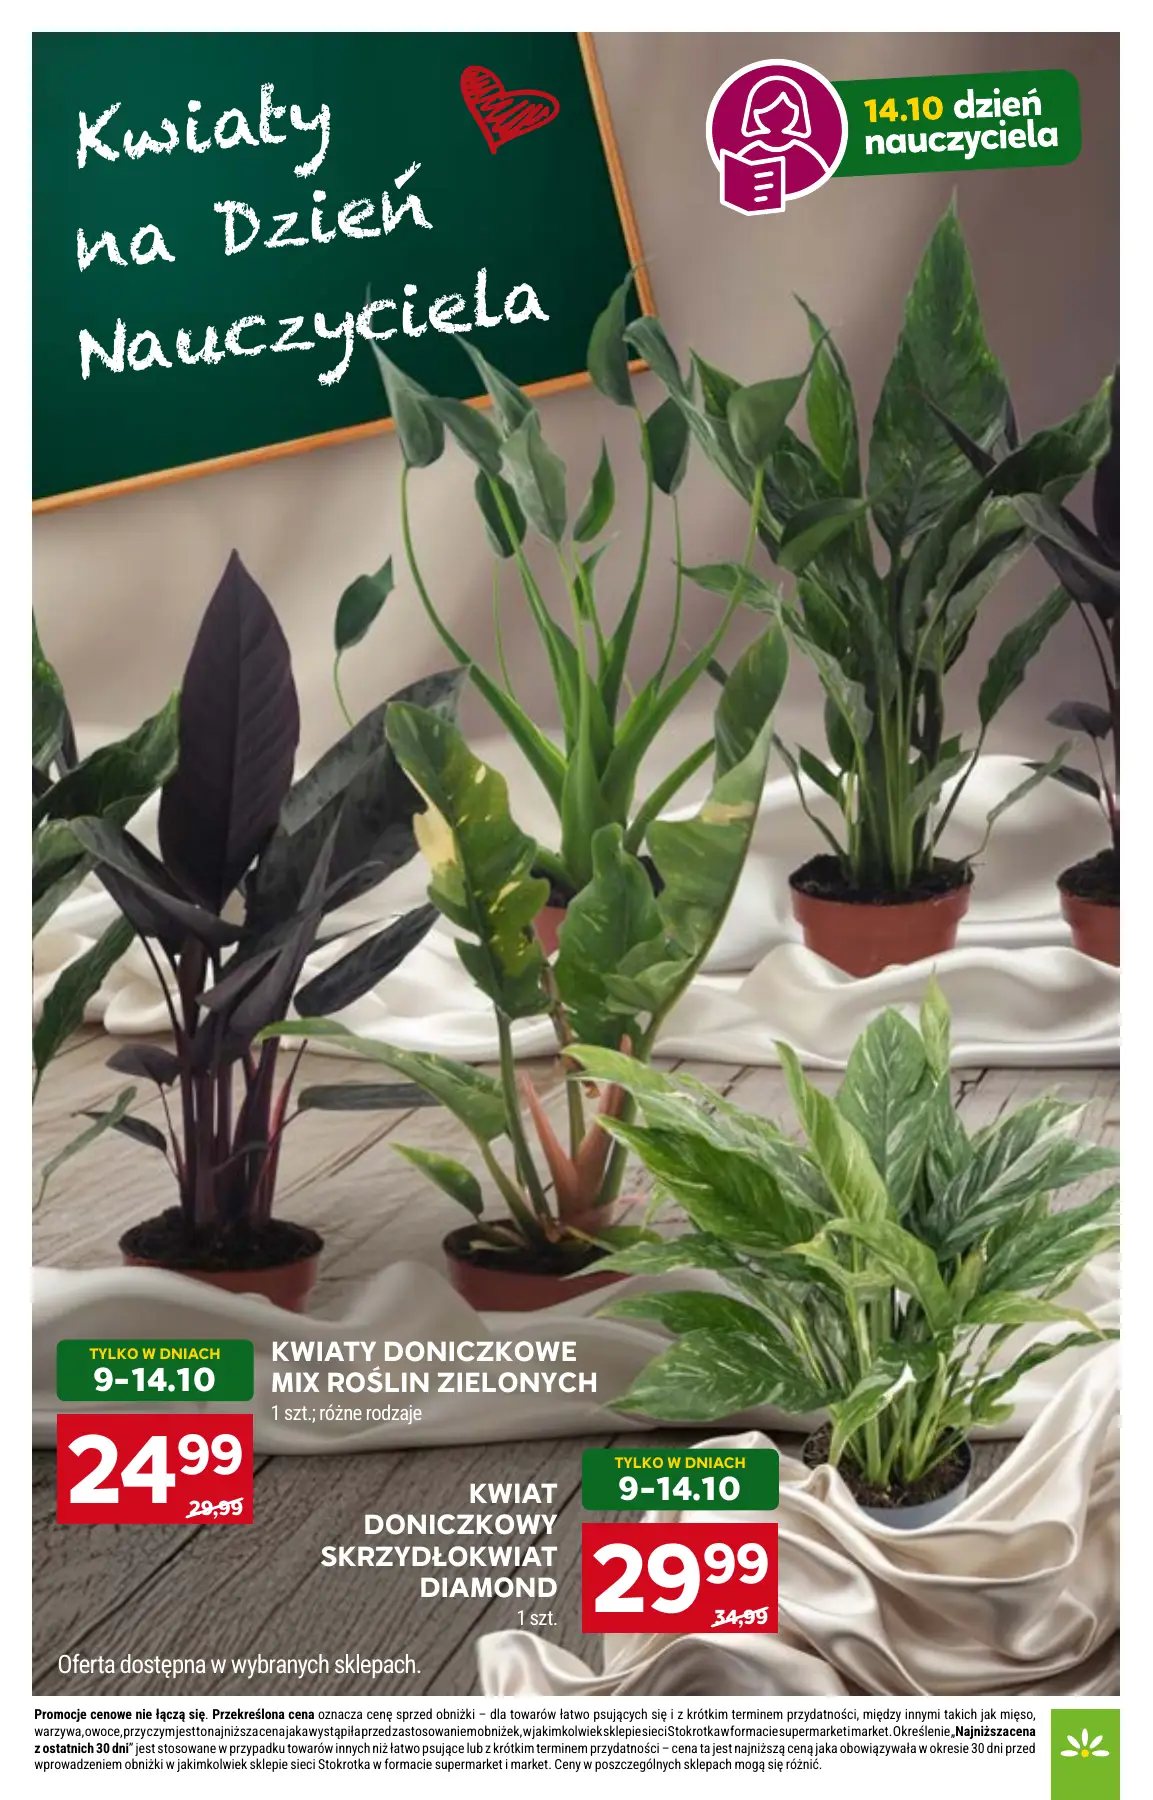 Kwiaty
na Dzień
Nauczyciela
14.10 dzień
nauczyciela
TYLKO W DNIACH
9-14.10
24 99
29,99
KWIATY DONICZKOWE
MIX ROŚLIN ZIELONYCH
1 szt.; różne rodzaje
KWIAT
DONICZKOWY
SKRZYDŁOKWIAT
DIAMOND
1 szt.
TYLKO W DNIACH
9-14.10
29 99
34,99
Oferta dostępna w wybranych sklepach.
Promocje cenowe nie łączą się. Przekreślona cena oznacza cenę sprzed obniżki – dla towarów łatwo psujących się i z krótkim terminem przydatności, między innymi takich jak mięso,
warzywa, owoce, przy czym jest to najniższa cena jaka wystąpiła przed zastosowaniem obniżek, w jakimkolwiek sklepie sieci Stokrotka w formacie supermarket i market. Określenie „Najniższa cena
z ostatnich 30 dni” jest stosowane w przypadku towarów innych niż łatwo psujące lub z krótkim terminem przydatności – cena ta jest najniższą ceną jaka obowiązywała w okresie 30 dni przed
wprowadzeniem obniżki w jakimkolwiek sklepie sieci Stokrotka w formacie supermarket i market. Ceny w poszczególnych sklepach mogą się różnić.